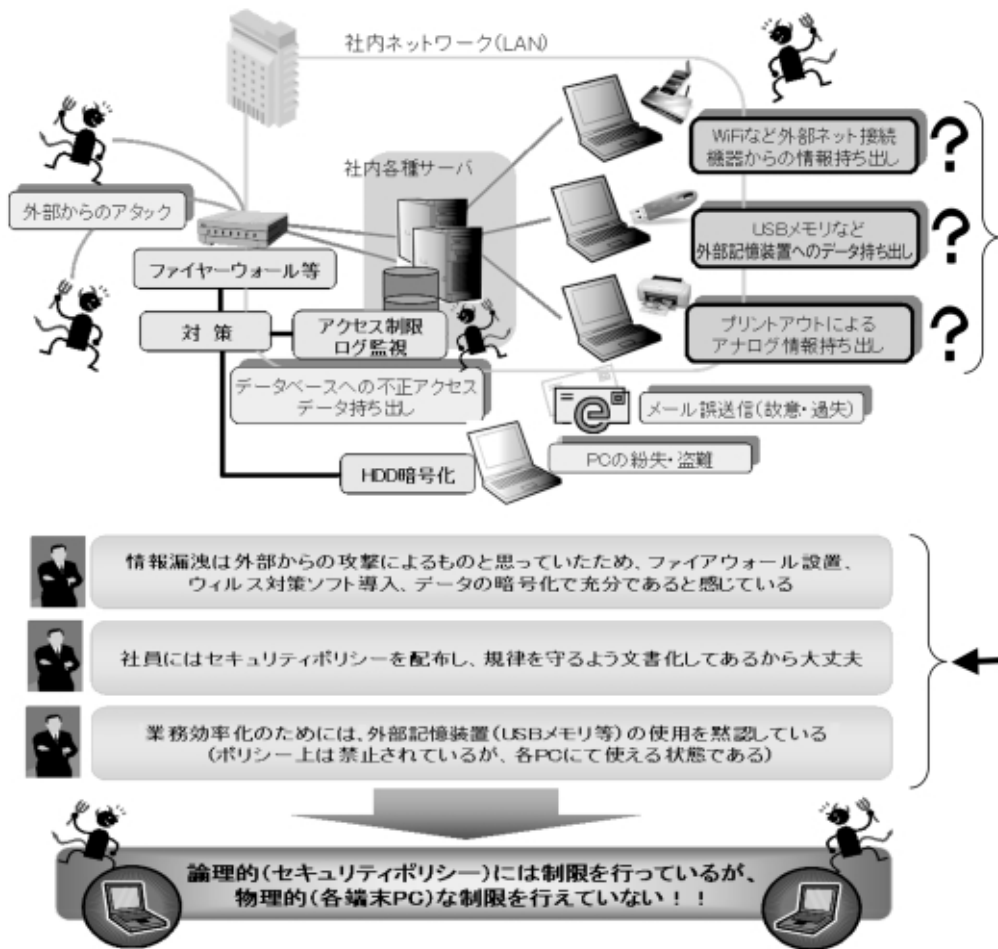 社内ネットワーク(LAN)
WiFiなど外部ネット接続
機器からの情報持ち出し
?
社内各種サーバ
外部からのアタック
USBメモリなど
外部記憶装置へのデータ持ち出し
?
ファイヤーウォール等
対 策
アクセス制限
ログ監視
プリントアウトによる
アナログ情報持ち出し
?
データベースへの不正アクセス
データ持ち出し
e
メール誤送信(故意・過失)
HDD暗号化
PCの紛失・盗難
情報漏洩は外部からの攻撃によるものと思っていたため、ファイアウォール設置、
ウィルス対策ソフト導入、データの暗号化で充分であると感じている
社員にはセキュリティポリシーを配布し、規律を守るよう文書化してあるから大丈夫
業務効率化のためには、外部記憶装置(USBメモリ等)の使用を黙認している
(ポリシー上は禁止されているが、各PCにて使える状態である)
論理的(セキュリティポリシー)には制限を行っているが、
物理的(各端末PC)な制限を行えていない!!